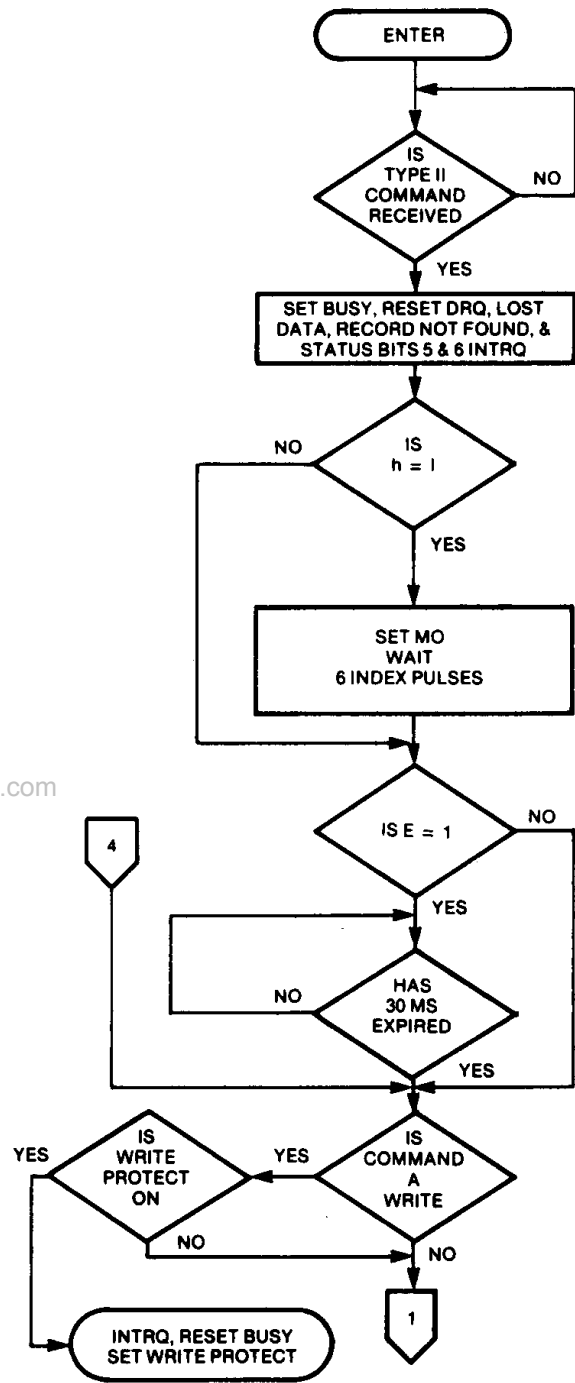 ENTER
IS
TYPE II
COMMAND
RECEIVED
NO
YES
SET BUSY, RESET DRQ, LOST
DATA, RECORD NOT FOUND, &
STATUS BITS 5 & 6 INTRQ
NO
IS
h = I
YES
SET MO
WAIT
6 INDEX PULSES
.com
4
IS E = 1
NO
YES
NO
HAS
30 MS
EXPIRED
YES
YES
IS
WRITE
PROTECT
ON
YES
IS
COMMAND
A
WRITE
NO
NO
1
INTRQ, RESET BUSY
SET WRITE PROTECT